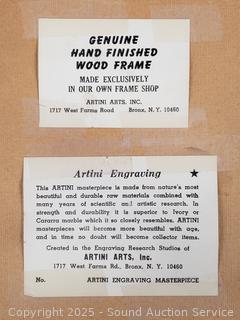 GENUINE
HAND FINISHED
WOOD FRAME
MADE EXCLUSIVELY
IN OUR OWN FRAME SHOP
ARTINI ARTS, INC.
1717 West Farms Road Bronx, N. Y. 10460
Artini Engraving ★
This ARTINI masterpiece is made from nature's most
beautiful and durable raw materials combined with
many years of scientific and artistic research. In
strength and durability it is superior to Ivory or
Cararra marble which it so closely resembles. ARTINI
masterpieces will become more beautiful with age,
and in time no doubt will become collector items.
Created in the Engraving Research Studios of
ARTINI ARTS, Inc.
1717 West Farms Rd., Bronx, N. Y. 10460
No. ARTINI ENGRAVING MASTERPIECE
Copyright 2025 - Sound Auction Service